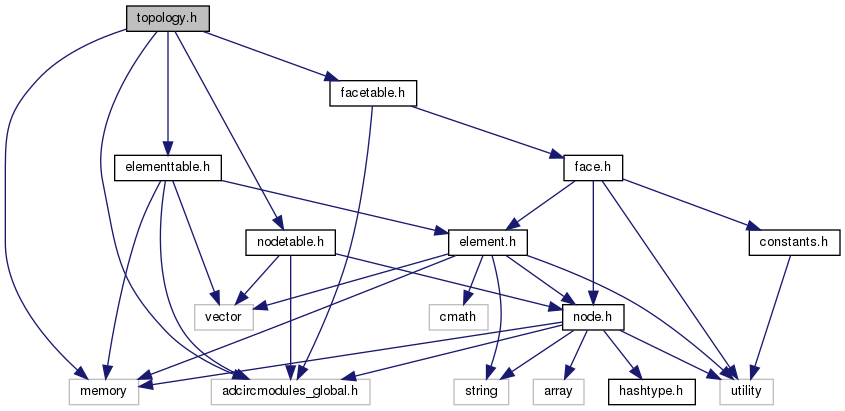 topology.h
facetable.h
elementtable.h
face.h
nodetable.h
element.h
constants.h
vector
cmath
node.h
memory
adcircmodules_global.h
string
array
hashtype.h
utility